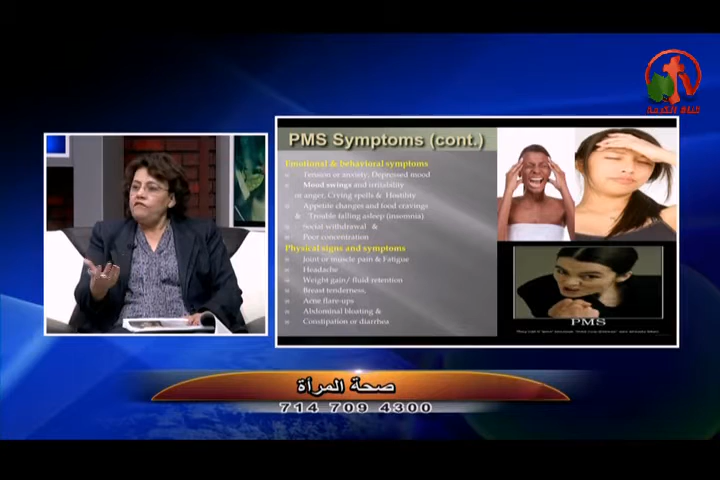 قناة الكرمة
PMS Symptoms (cont.)
Emotional & behavioral symptoms
Tension or anxiety, Depressed mood
Mood swings and irritability
or anger, Crying spells & Hostility
Appetite changes and food cravings
& Trouble falling asleep (insomnia)
Social withdrawal &
Poor concentration
Physical signs and symptoms
Joint or muscle pain & Fatigue
Headache
Weight gain/ fluid retention
Breast tenderness,
Acne flare-ups
Abdominal bloating &
Constipation or diarrhea
PMS
صحة المرأة
714 709 4300